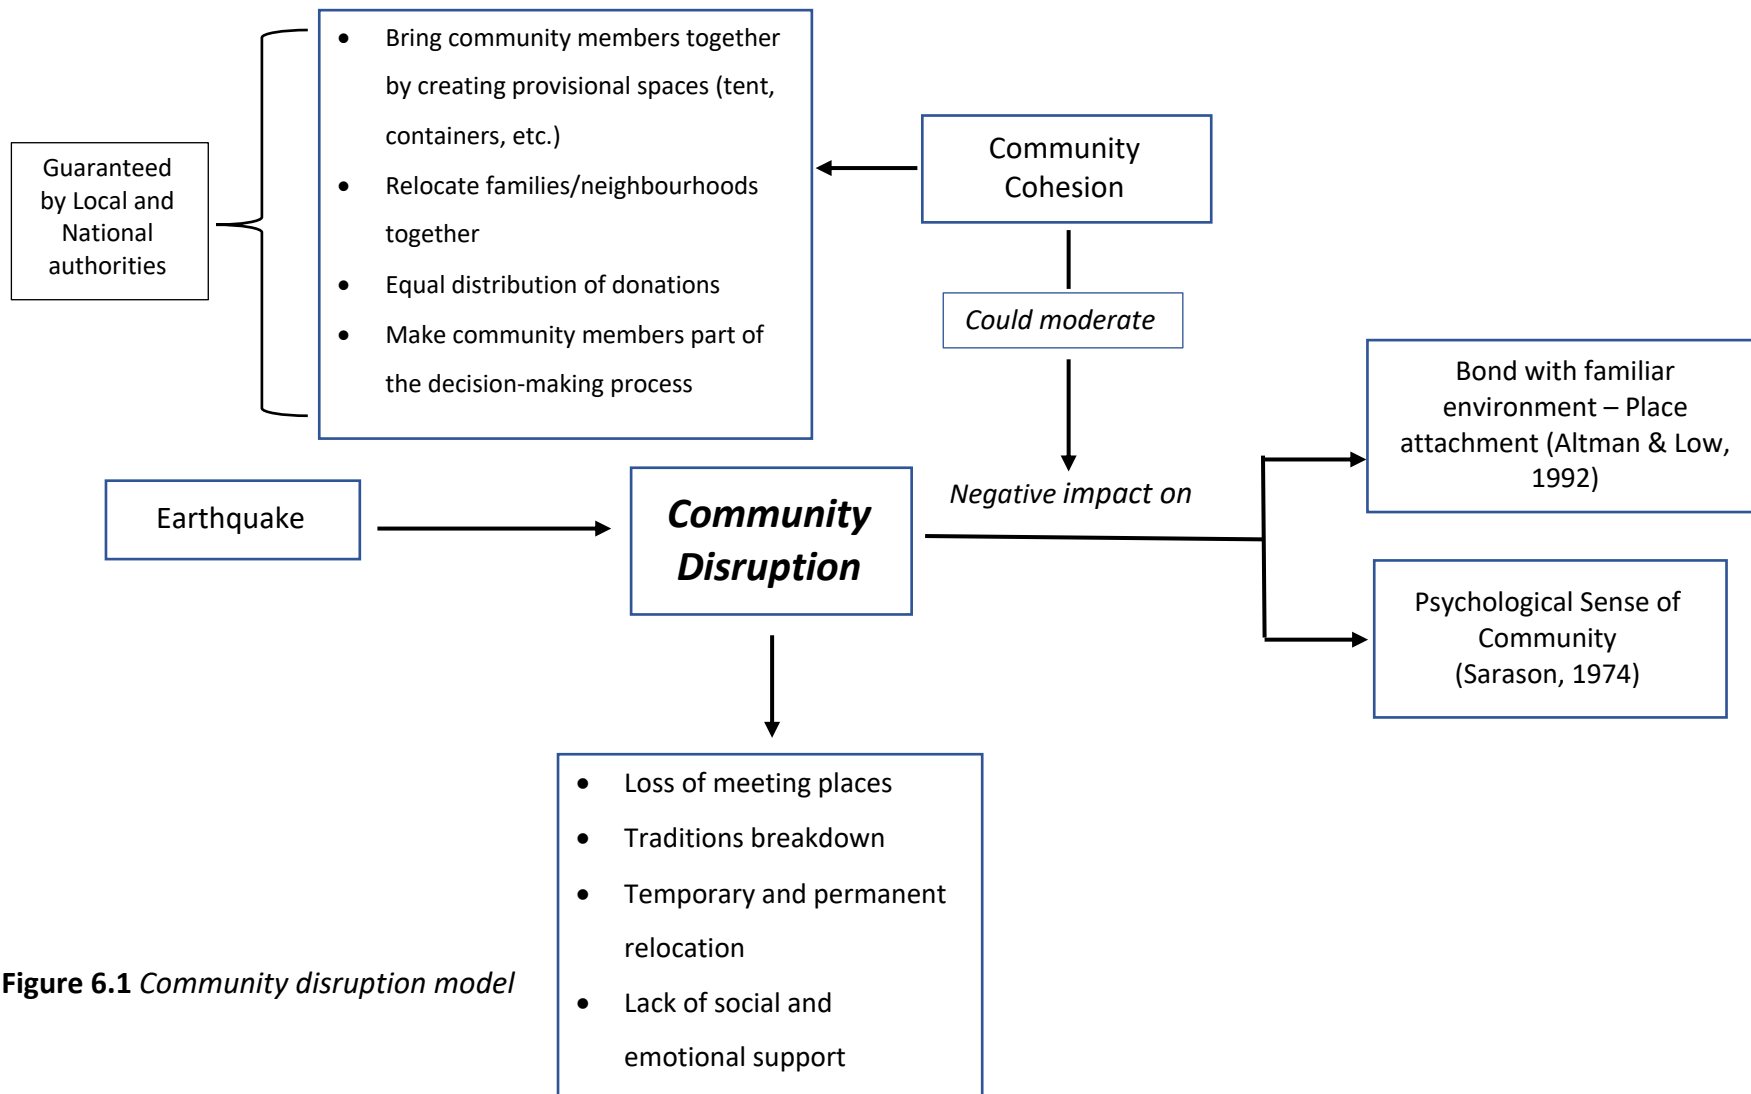 • Bring community members together
by creating provisional spaces (tent,
containers, etc.)
• Relocate families/neighbourhoods
together
• Equal distribution of donations
• Make community members part of
the decision-making process
Guaranteed
by Local and
National
authorities
Community
Cohesion
Could moderate
Negative impact on
Bond with familiar
environment – Place
attachment (Altman & Low,
1992)
Earthquake
Community
Disruption
Psychological Sense of
Community
(Sarason, 1974)
• Loss of meeting places
• Traditions breakdown
• Temporary and permanent
relocation
• Lack of social and
emotional support
Figure 6.1 Community disruption model